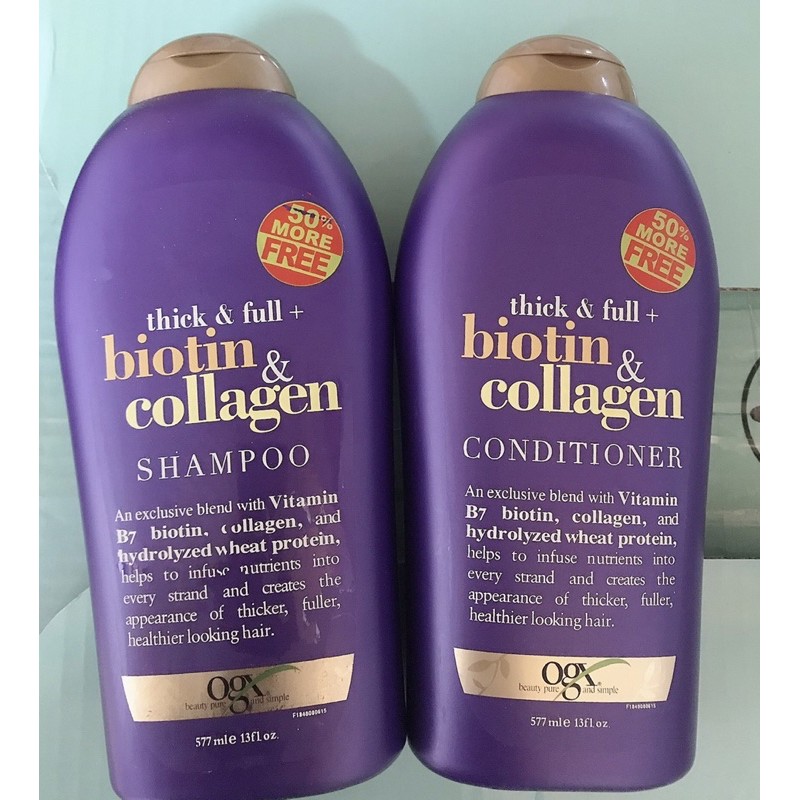 50%
MORE
FREE
thick & full +
biotin
&
collagen
SHAMPOO
An exclusive blend with Vitamin
B7 biotin, collagen, and
hydrolyzed wheat protein,
helps to infuse nutrients into
every strand and creates the
appearance of thicker, fuller,
healthier looking hair.
ogx
beauty pure and simple
F1848080615
577 ml e 13fl.oz.
50%
MORE
FREE
thick & full +
biotin
&
collagen
CONDITIONER
An exclusive blend with Vitamin
B7 biotin, collagen, and
hydrolyzed wheat protein,
helps to infuse nutrients into
every strand and creates the
appearance of thicker, fuller,
healthier looking hair.
ogx
beauty pure and simple
F1848080615
577 ml e 13fl.oz.